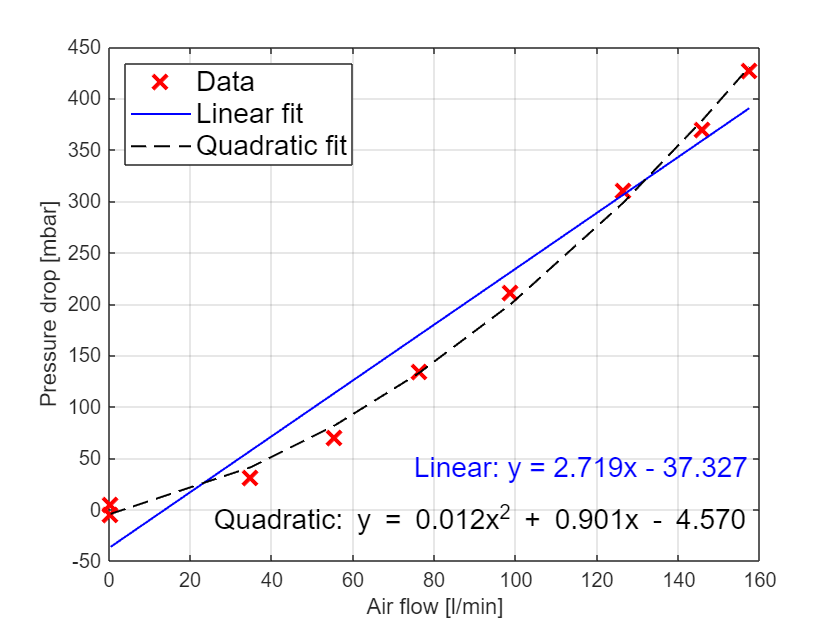 450
400
350
300
250
200
150
100
50
0
-50
Pressure drop [mbar]
Data
Linear fit
Quadratic fit
Linear: y = 2.719x - 37.327
Quadratic: y = 0.012x² + 0.901x - 4.570
0 20 40 60 80 100 120 140 160
Air flow [l/min]